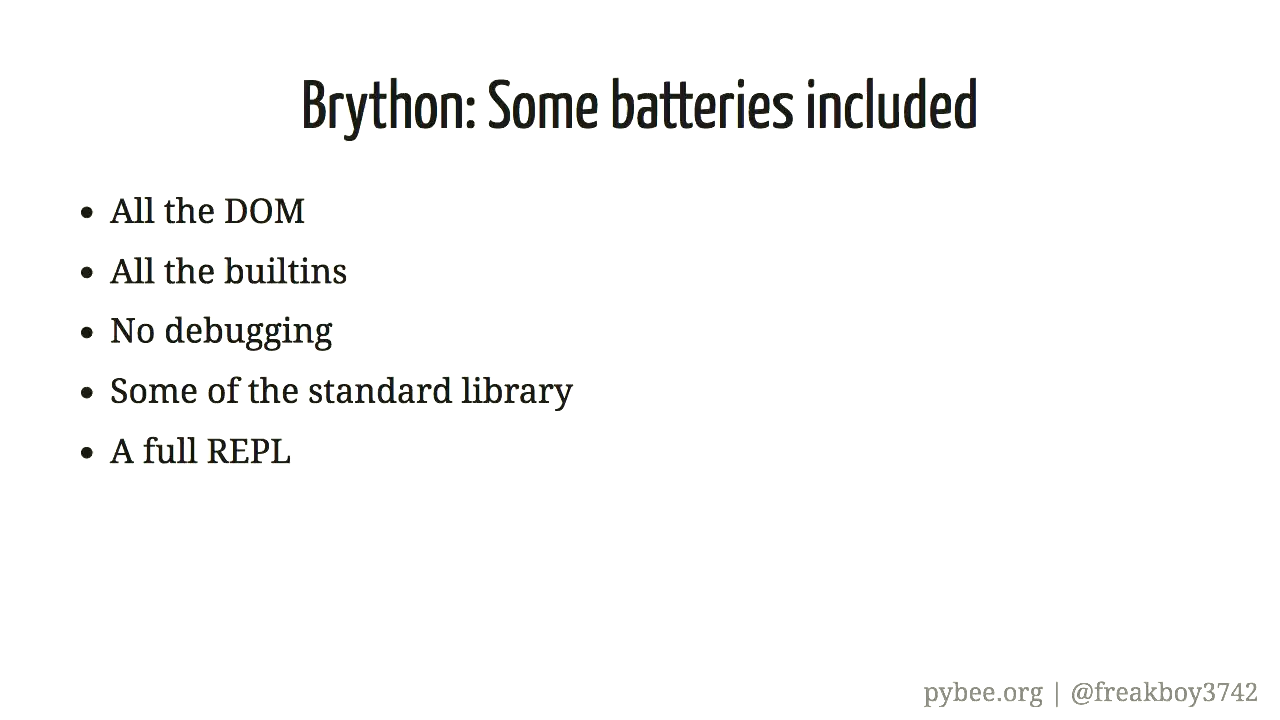 Brython: Some batteries included
• All the DOM
• All the builtins
• No debugging
• Some of the standard library
• A full REPL
pybee.org | @freakboy3742